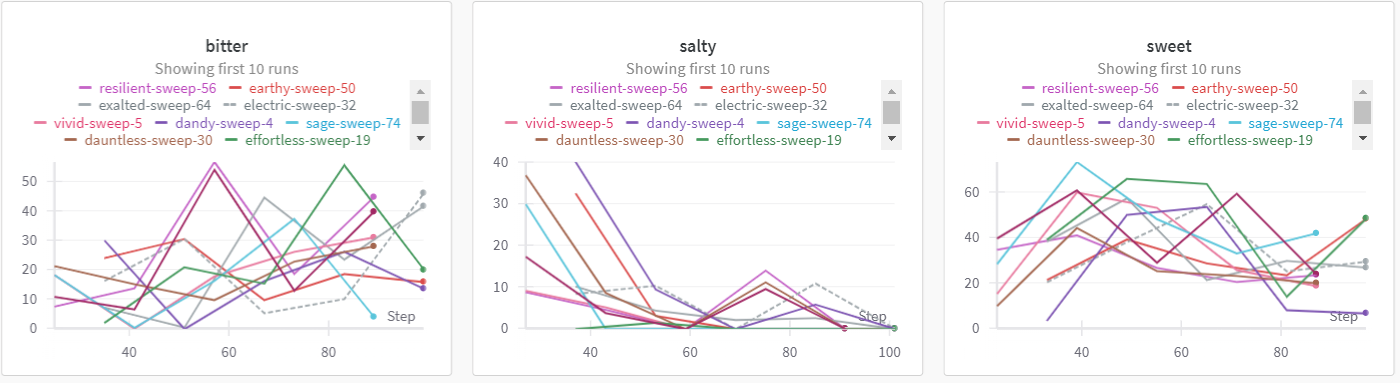 bitter
Showing first 10 runs
resilient-sweep-56 earthy-sweep-50
exalted-sweep-64 electric-sweep-32
vivid-sweep-5 dandy-sweep-4 sage-sweep-74
dauntless-sweep-30 effortless-sweep-19
50
40
30
20
10
0
Step
40 60 80
salty
Showing first 10 runs
resilient-sweep-56 earthy-sweep-50
exalted-sweep-64 electric-sweep-32
vivid-sweep-5 dandy-sweep-4 sage-sweep-74
dauntless-sweep-30 effortless-sweep-19
40
30
20
10
0
Step
40 60 80 100
sweet
Showing first 10 runs
resilient-sweep-56 earthy-sweep-50
exalted-sweep-64 electric-sweep-32
vivid-sweep-5 dandy-sweep-4 sage-sweep-74
dauntless-sweep-30 effortless-sweep-19
60
40
20
0
Step
40 60 80